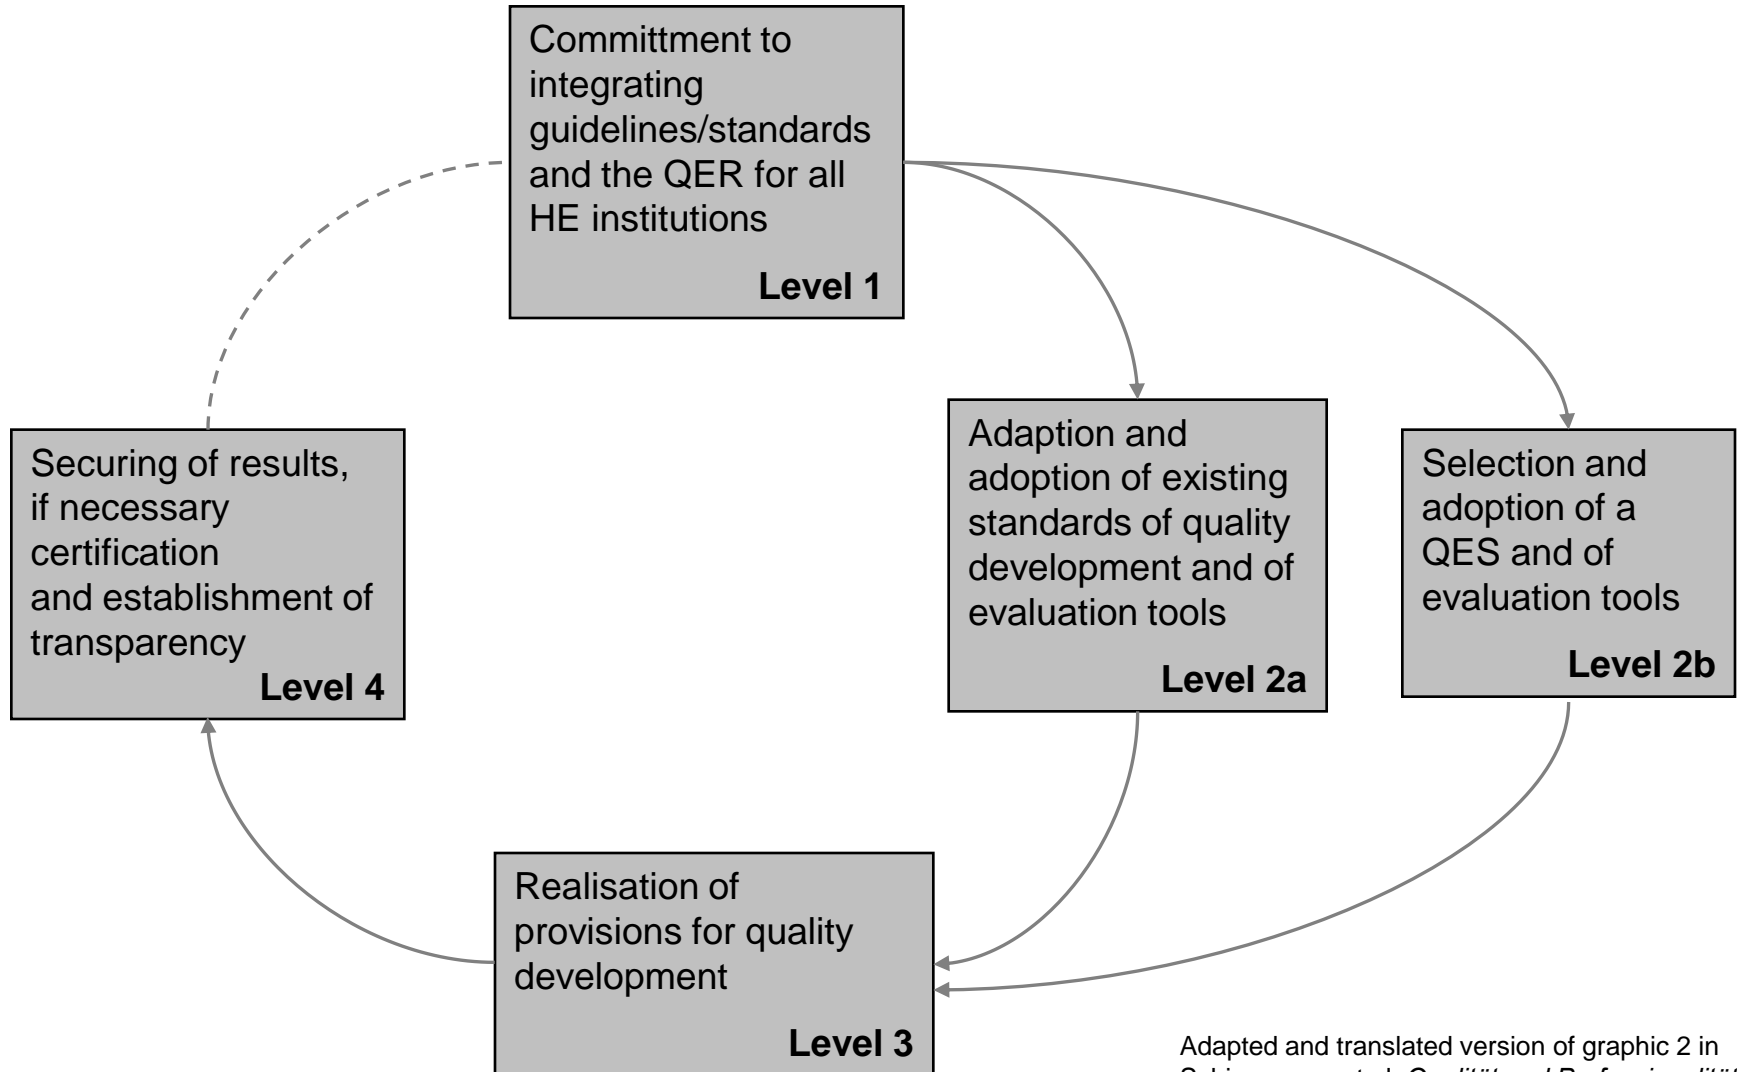 Committment to
integrating
guidelines/standards
and the QER for all
HE institutions
Level 1
Securing of results,
if necessary
certification
and establishment of
transparency
Level 4
Adaption and
adoption of existing
standards of quality
development and of
evaluation tools
Level 2a
Selection and
adoption of a
QES and of
evaluation tools
Level 2b
Realisation of
provisions for quality
development
Level 3
Adapted and translated version of graphic 2 in